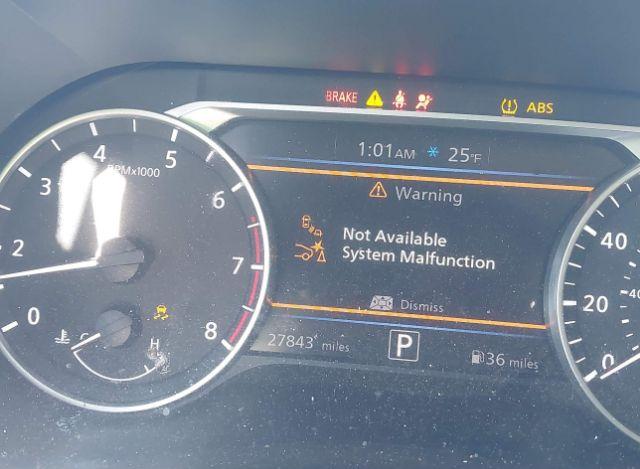 BRAKE
ABS
1:01AM 25°F
Warning
Not Available
System Malfunction
Dismiss
27843 miles P 36 miles
RPMx1000
0
2
3
4
5
6
7
8
C H
40
20
0
40